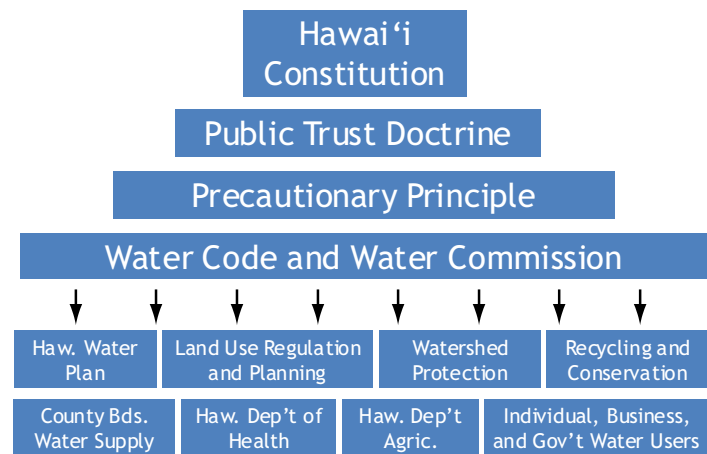 Hawaiʻi
Constitution
Public Trust Doctrine
Precautionary Principle
Water Code and Water Commission
Haw. Water
Plan
Land Use Regulation
and Planning
Watershed
Protection
Recycling and
Conservation
County Bds.
Water Supply
Haw. Dep’t of
Health
Haw. Dep’t
Agric.
Individual, Business,
and Gov’t Water Users